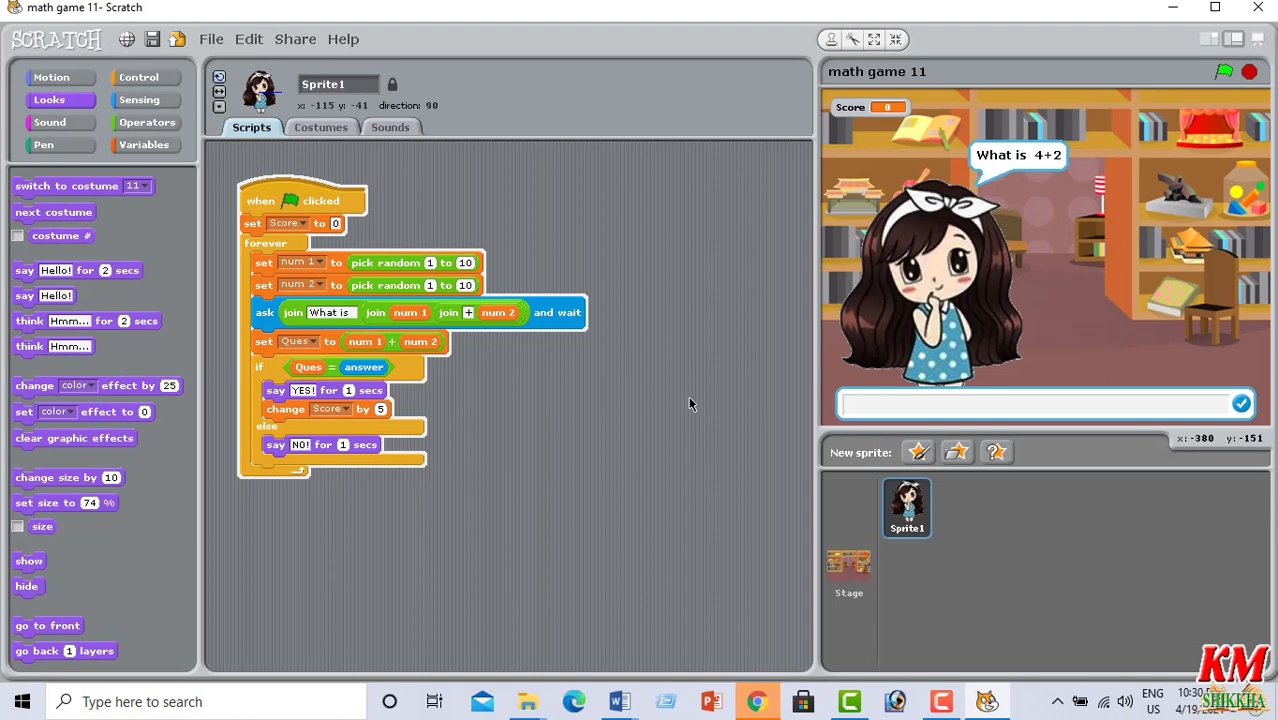 math game 11- Scratch
SCRATCH File Edit Share Help
Motion Control
Looks Sensing
Sound Operators
Pen Variables
switch to costume 11
next costume
costume #
say Hello! for 2 secs
say Hello!
think Hmm... for 2 secs
think Hmm...
change color effect by 25
set color effect to 0
clear graphic effects
change size by 10
set size to 74 %
size
show
hide
go to front
go back 1 layers
Sprite1
x: -115 y: -41 direction: 90
Scripts Costumes Sounds
when clicked
set Score to 0
forever
set num 1 to pick random 1 to 10
set num 2 to pick random 1 to 10
ask join What is join num 1 join + num 2 and wait
set Ques to num 1 + num 2
if Ques = answer
say YES! for 1 secs
change Score by 5
else
say NO! for 1 secs
math game 11
Score 0
What is 4+2
x: -380 y: -151
New sprite:
Sprite1
Stage
KM
SHIKKHA
Type here to search
ENG
US
10:30